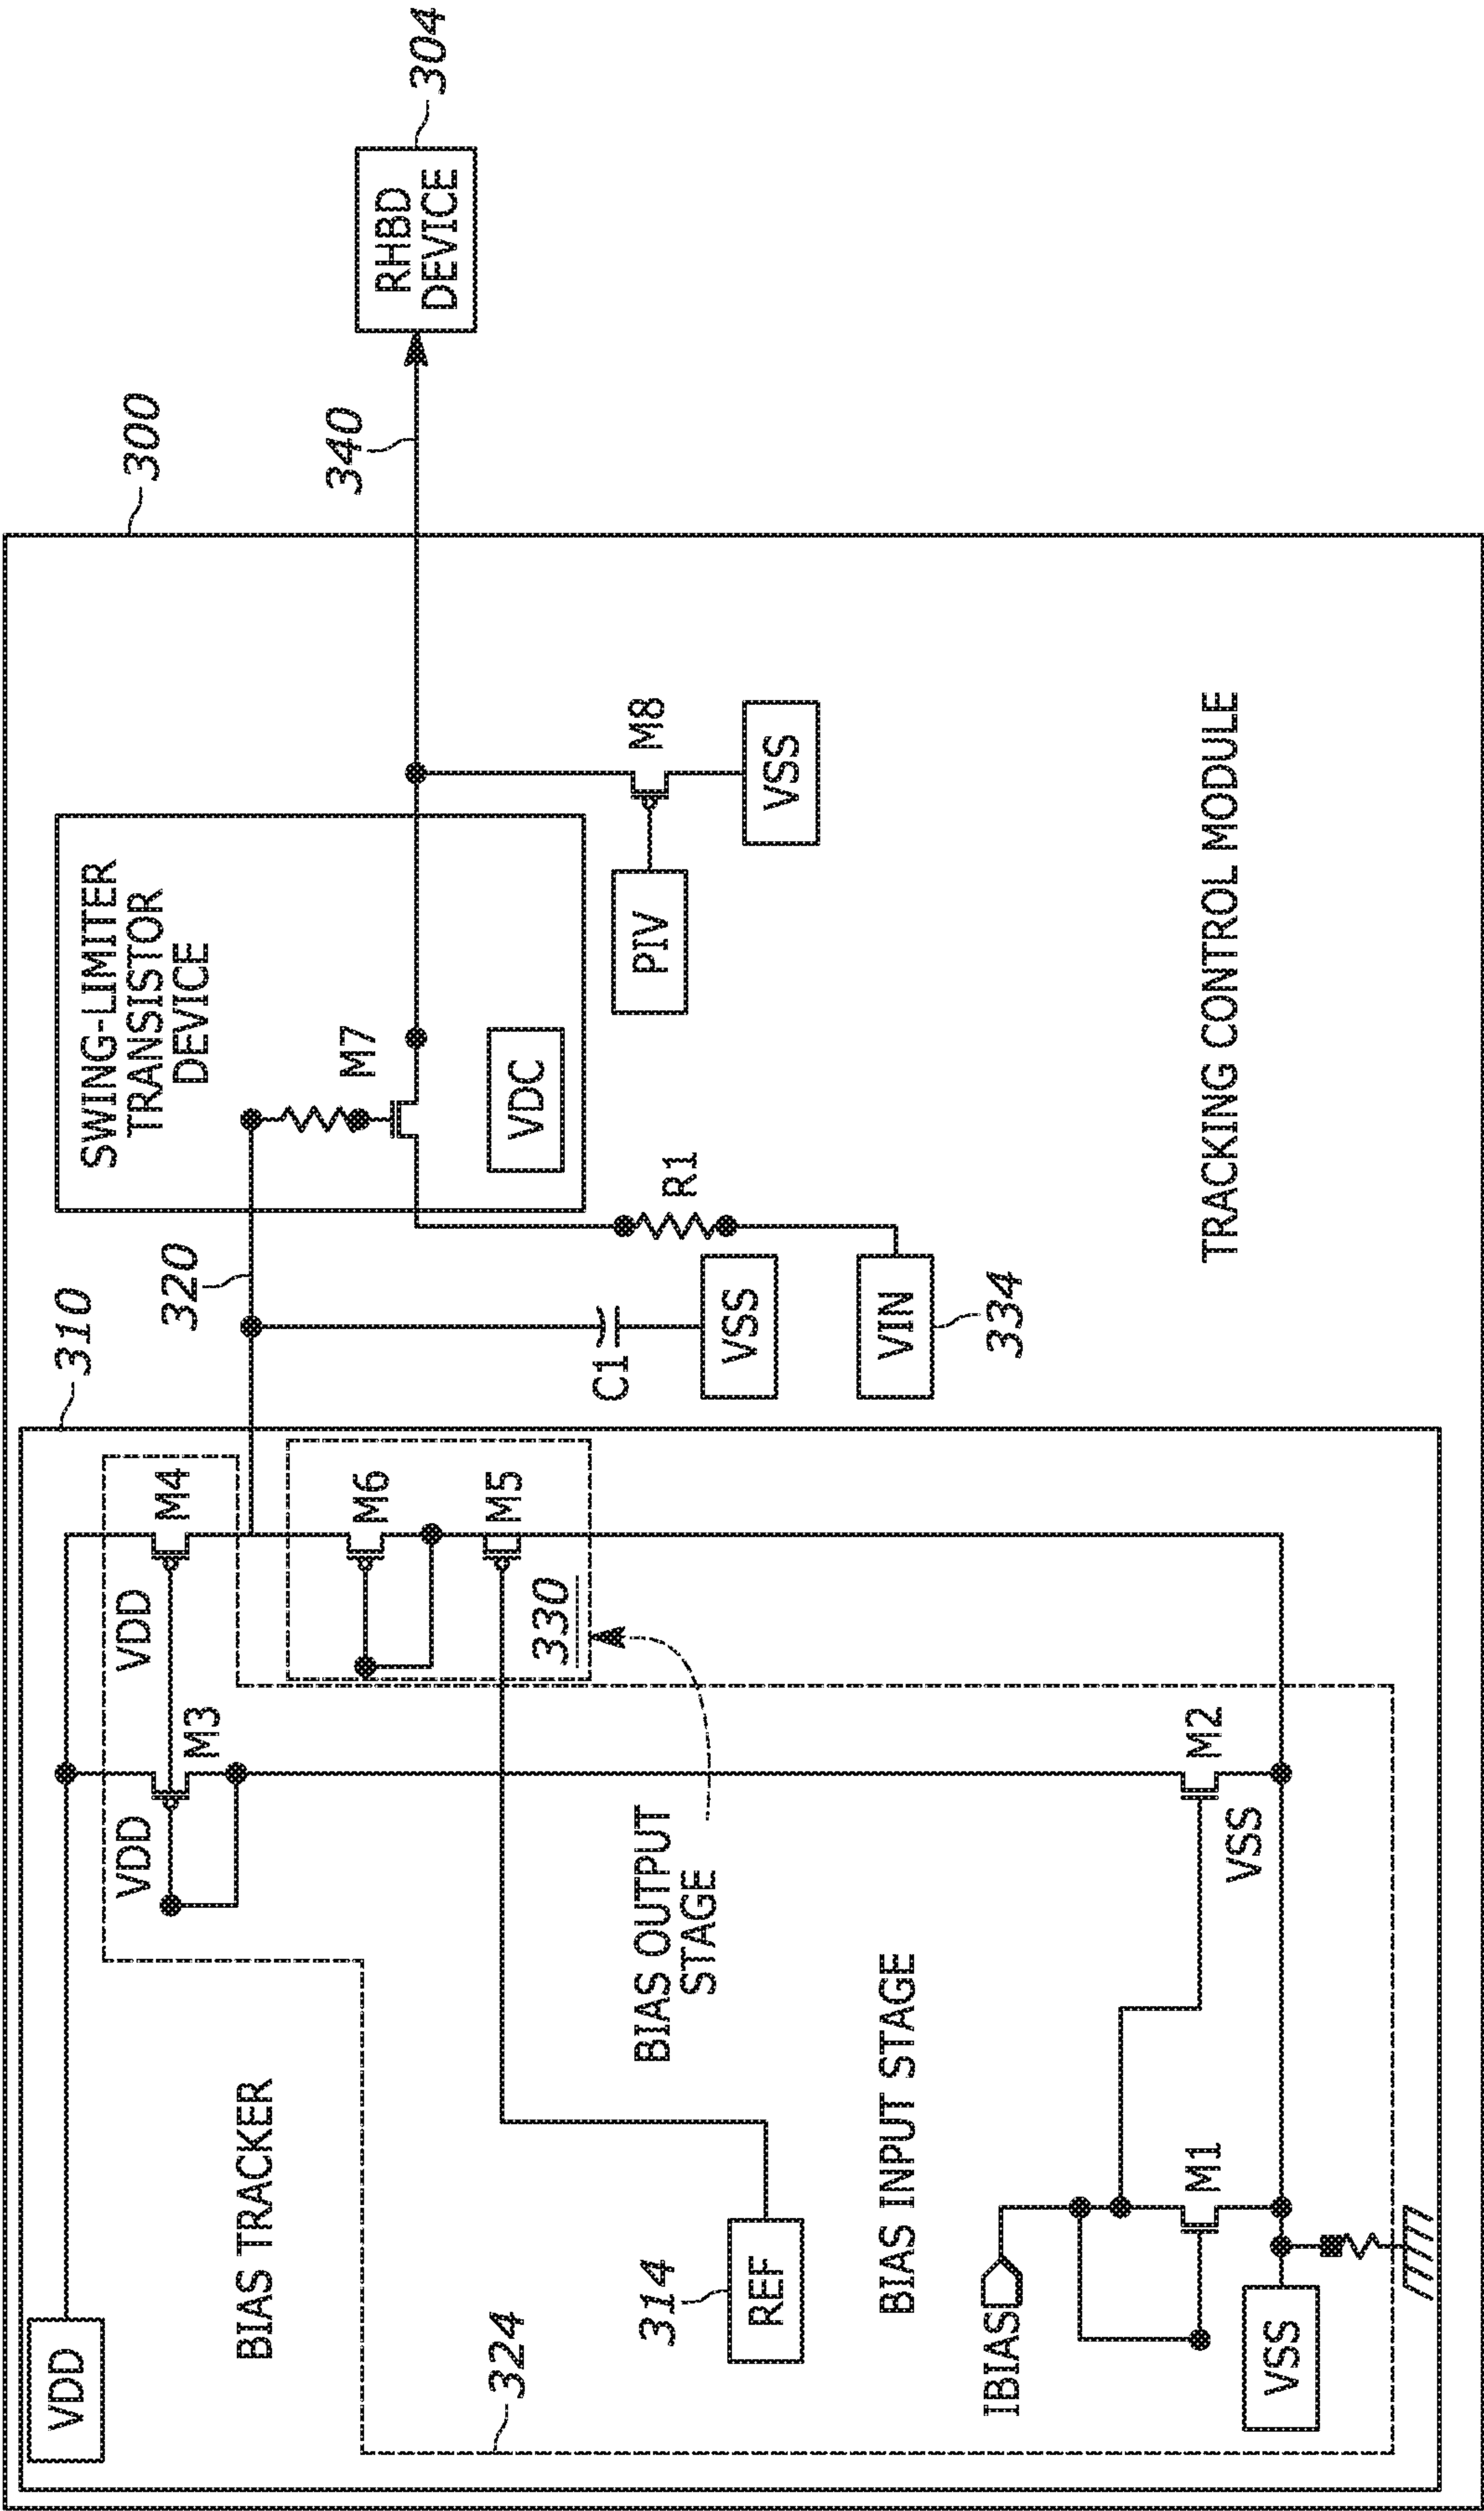 300
310
VDD
BIAS TRACKER
VDD
M3
VDD
M4
320
SWING-LIMITER
TRANSISTOR
DEVICE
M7
VDC
340
RHBD
DEVICE
304
324
314
REF
BIAS OUTPUT
STAGE
330
M6
M5
C1
VSS
R1
VIN
334
PIV
M8
VSS
BIAS INPUT STAGE
IBIAS
M1
VSS
M2
VSS
TRACKING CONTROL MODULE